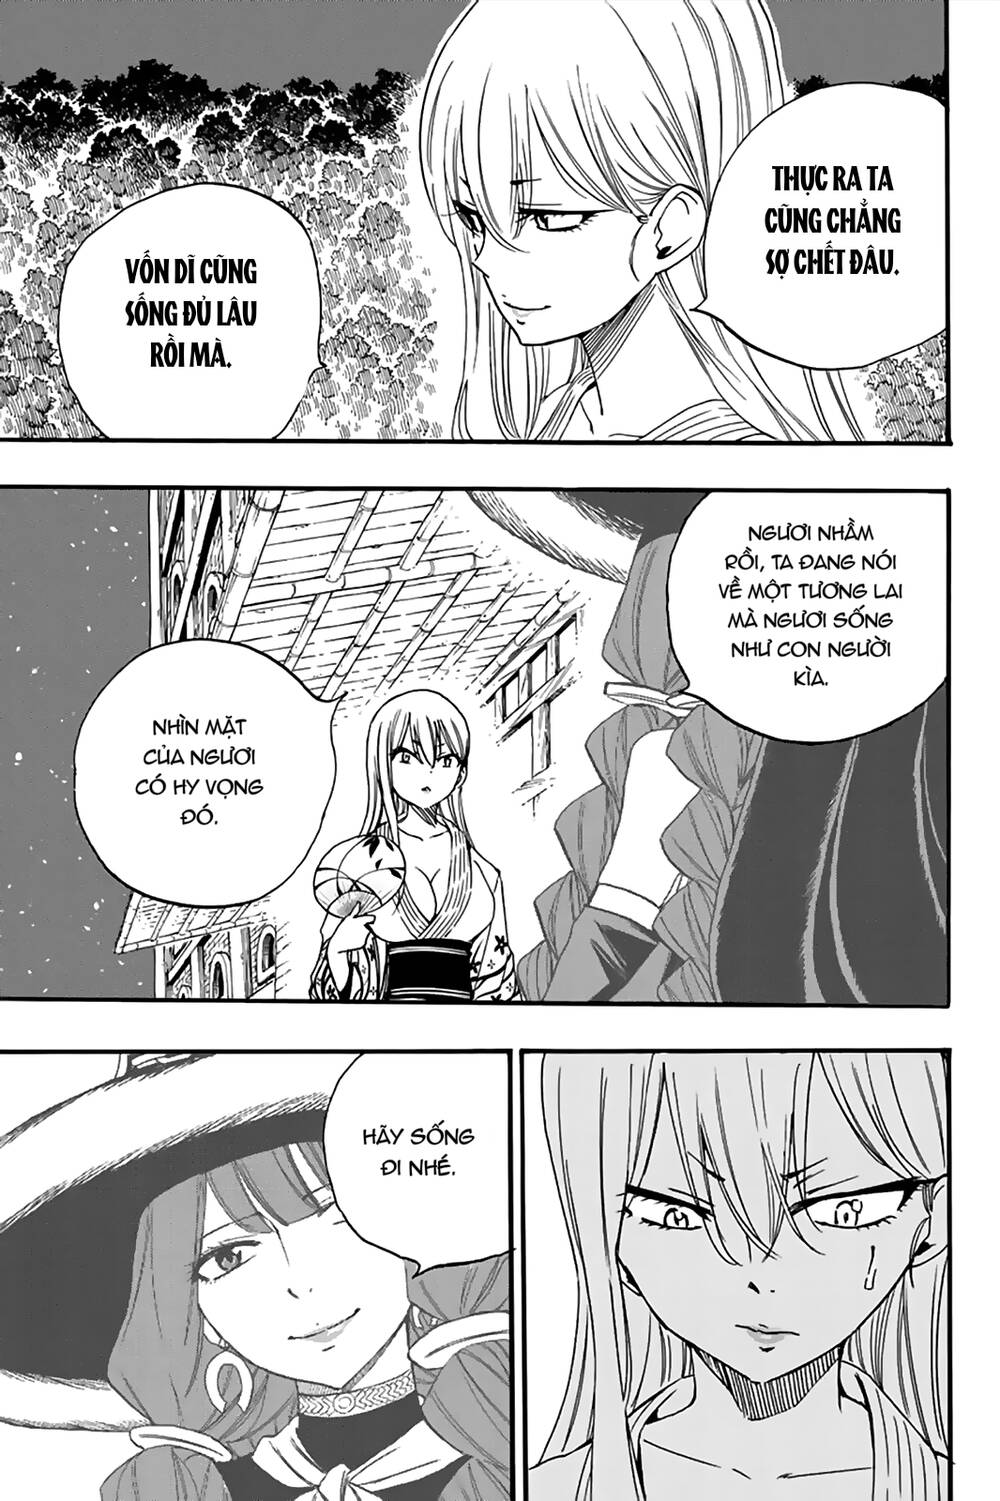 THỰC RA TA
CŨNG CHẲNG
SỢ CHẾT ĐÂU.
VỐN DĨ CŨNG
SỐNG ĐỦ LÂU
RỒI MÀ.
NGƯƠI NHẦM
RỒI, TA ĐANG NÓI
VỀ MỘT TƯƠNG LAI
MÀ NGƯƠI SỐNG
NHƯ CON NGƯỜI
KÌA.
NHÌN MẶT
CỦA NGƯƠI
CÓ HY VỌNG
ĐÓ.
HÃY SỐNG
ĐI NHÉ.